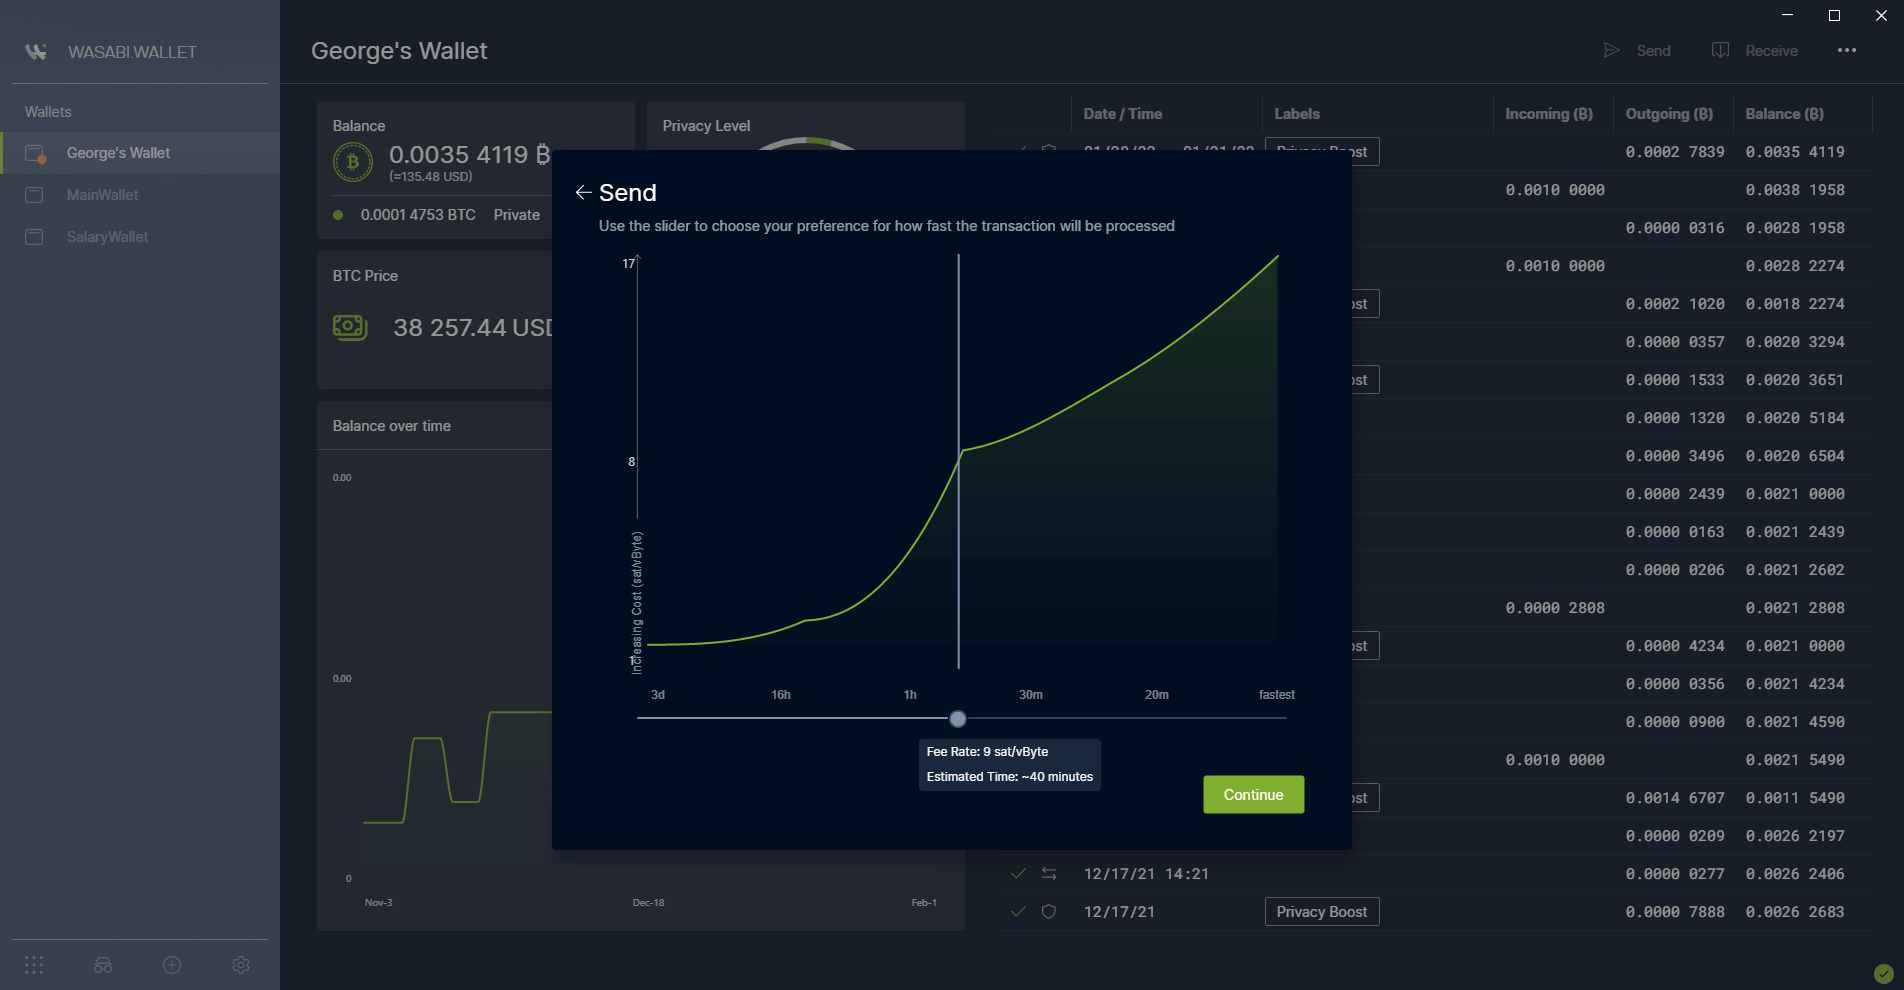 WASABI.WALLET
Wallets
George's Wallet
MainWallet
SalaryWallet
George's Wallet
Send
Receive
Balance
0.0035 4119 ₿
(≈135.48 USD)
0.0001 4753 BTC Private
Privacy Level
BTC Price
38 257.44 USD
Balance over time
0.00
0.00
0
Nov-3 Dec-18 Feb-1
Send
Use the slider to choose your preference for how fast the transaction will be processed
17
8
1
Increasing Cost (sat/vByte)
3d 16h 1h 30m 20m fastest
Fee Rate: 9 sat/vByte
Estimated Time: ~40 minutes
Continue
Date / Time Labels Incoming (₿) Outgoing (₿) Balance (₿)
0.0002 7839 0.0035 4119
0.0010 0000 0.0038 1958
0.0000 0316 0.0028 1958
0.0010 0000 0.0028 2274
ost 0.0002 1020 0.0018 2274
0.0000 0357 0.0020 3294
ost 0.0000 1533 0.0020 3651
0.0000 1320 0.0020 5184
0.0000 3496 0.0020 6504
0.0000 2439 0.0021 0000
0.0000 0163 0.0021 2439
0.0000 0206 0.0021 2602
0.0000 2808 0.0021 2808
ost 0.0000 4234 0.0021 0000
0.0000 0356 0.0021 4234
0.0000 0900 0.0021 4590
0.0010 0000 0.0021 5490
ost 0.0014 6707 0.0011 5490
0.0000 0209 0.0026 2197
12/17/21 14:21 0.0000 0277 0.0026 2406
12/17/21 Privacy Boost 0.0000 7888 0.0026 2683